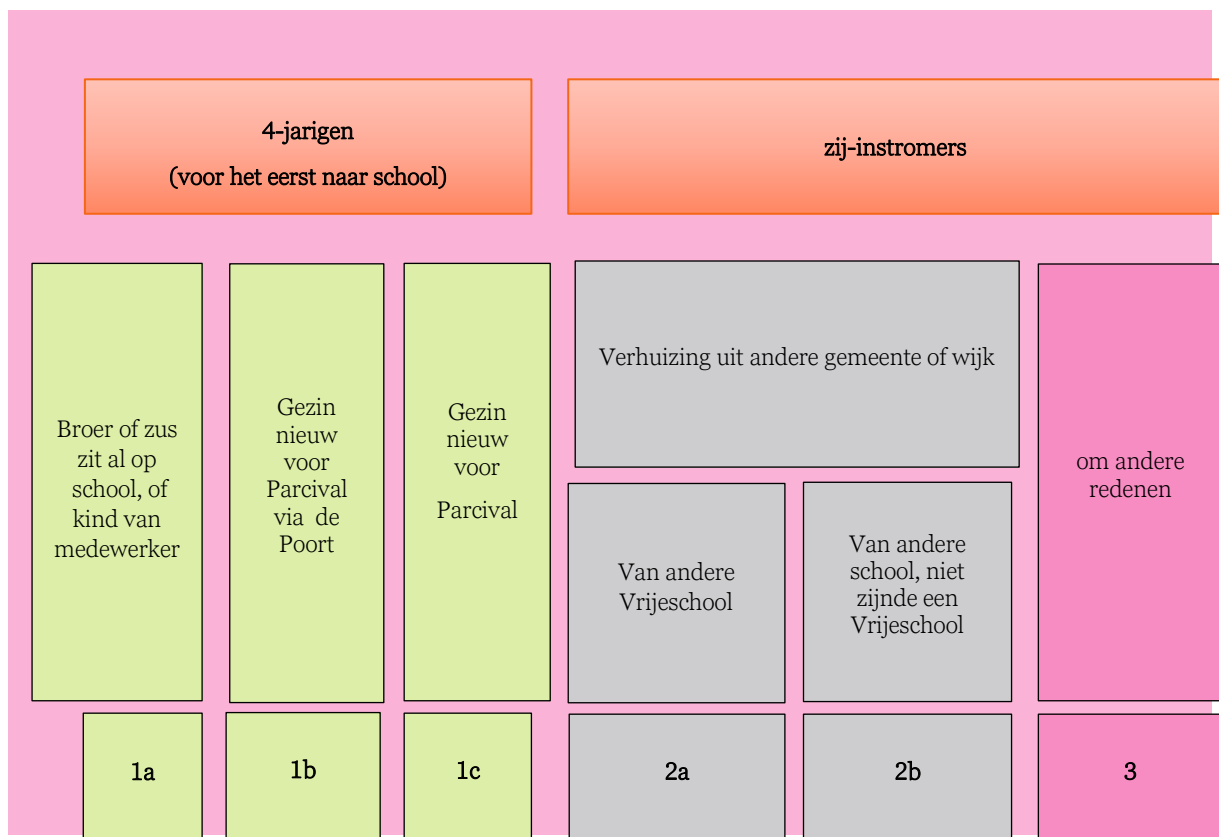 4-jarigen
(voor het eerst naar school)
zij-instromers
Broer of zus
zit al op
school, of
kind van
medewerker
Gezin
nieuw
voor
Parcival
via de
Poort
Gezin
nieuw
voor
Parcival
Verhuizing uit andere gemeente of wijk
Van andere
Vrijeschool
Van andere
school, niet
zijnde een
Vrijeschool
om andere
redenen
1a
1b
1c
2a
2b
3